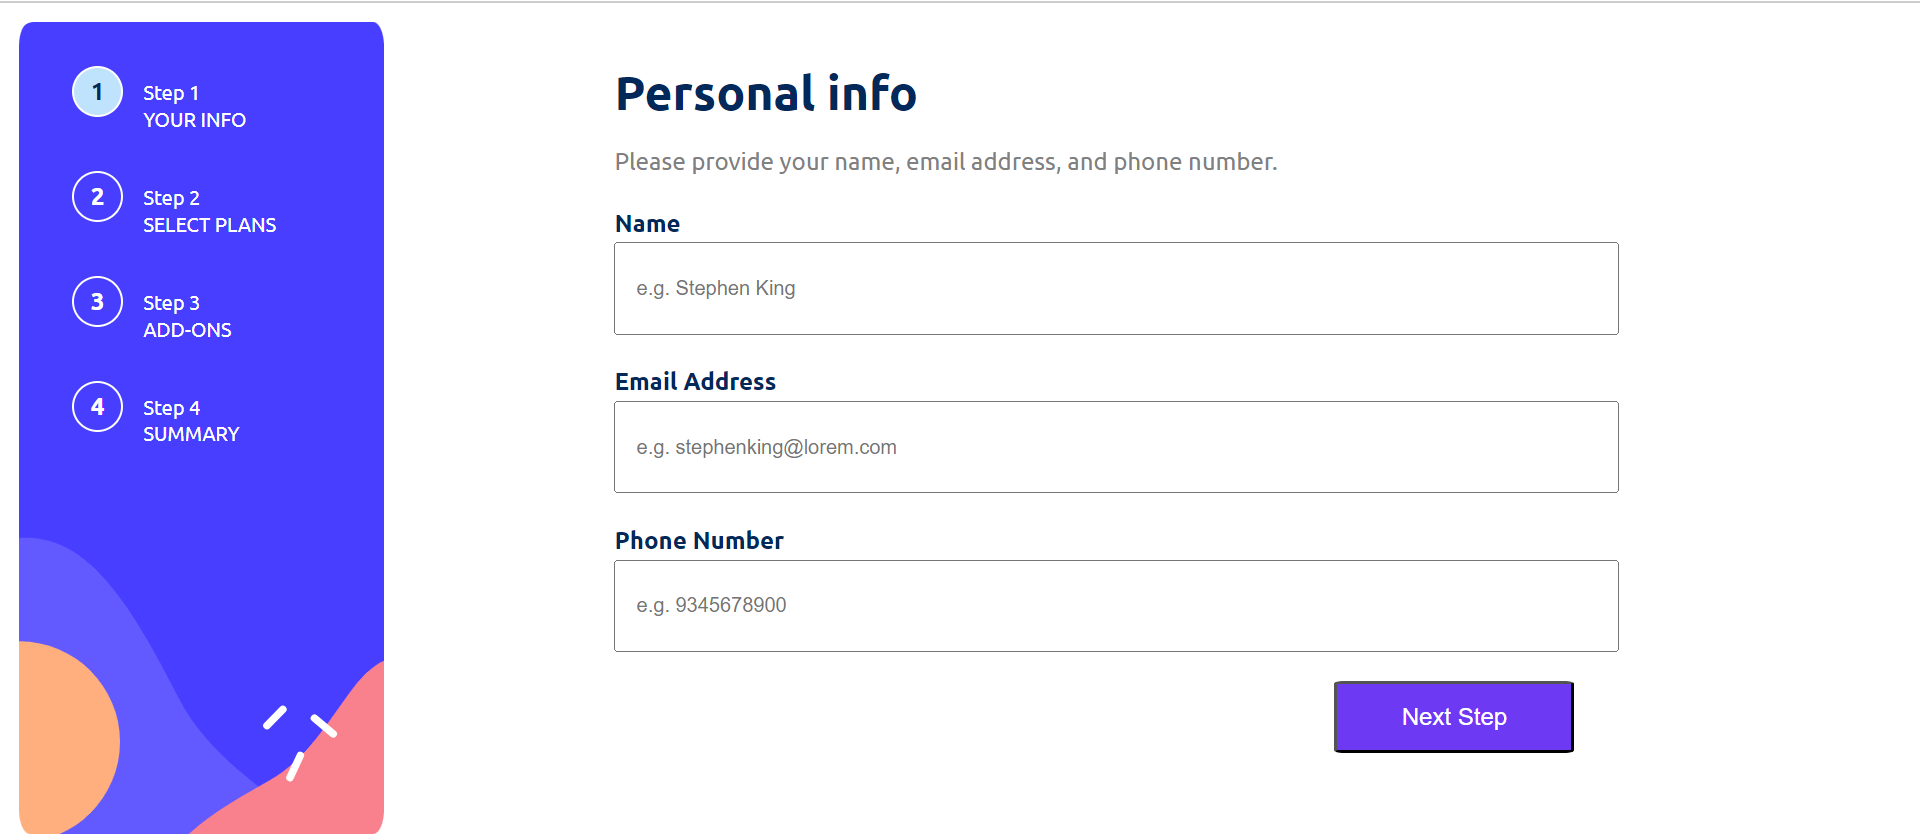 1
Step 1
YOUR INFO
2
Step 2
SELECT PLANS
3
Step 3
ADD-ONS
4
Step 4
SUMMARY
Personal info
Please provide your name, email address, and phone number.
Name
e.g. Stephen King
Email Address
e.g. stephenking@lorem.com
Phone Number
e.g. 9345678900
Next Step